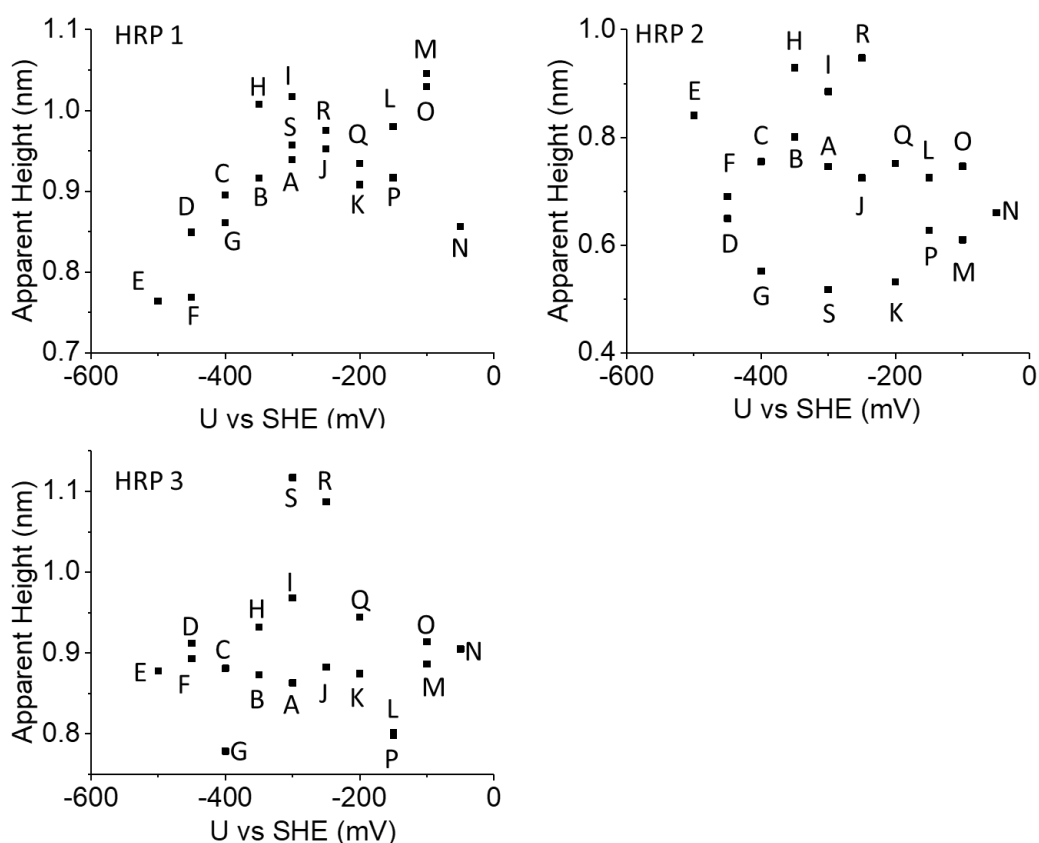 HRP 1
Apparent Height (nm)
1.1
1.0
0.9
0.8
0.7
-600
-400
-200
0
U vs SHE (mV)
E
D
F
C
G
H
B
I
S
A
R
J
Q
K
L
P
M
O
N
HRP 2
Apparent Height (nm)
1.0
0.8
0.6
0.4
-600
-400
-200
0
U vs SHE (mV)
E
F
D
C
G
H
B
I
A
S
R
J
Q
K
L
P
O
M
N
HRP 3
Apparent Height (nm)
1.1
1.0
0.9
0.8
-600
-400
-200
0
U vs SHE (mV)
E
D
F
C
G
H
B
S
I
A
R
J
Q
K
L
P
O
M
N